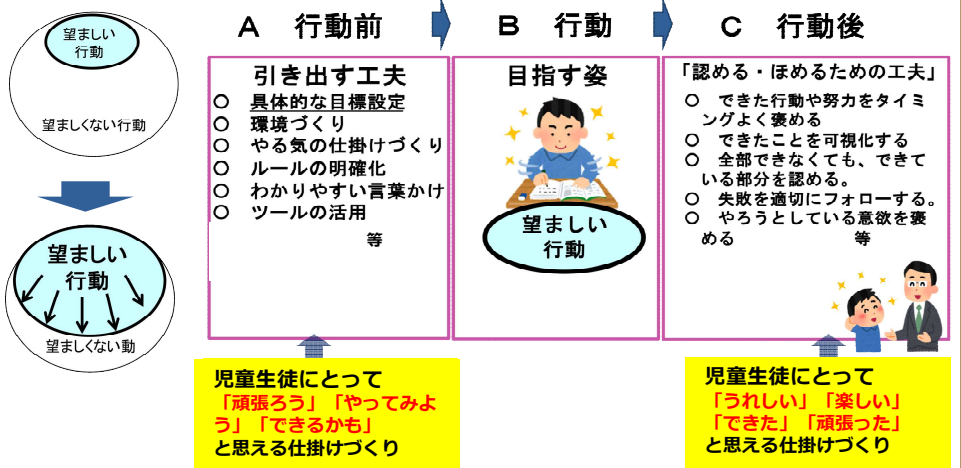 望ましい
行動
望ましくない行動
望ましい
行動
望ましくない動
A 行動前
B 行動
C 行動後
引き出す工夫
○ 具体的な目標設定
○ 環境づくり
○ やる気の仕掛けづくり
○ ルールの明確化
○ わかりやすい言葉かけ
○ ツールの活用
等
目指す姿
望ましい
行動
「認める・ほめるための工夫」
○ できた行動や努力をタイミ
ングよく褒める
○ できたことを可視化する
○ 全部できなくても、できて
いる部分を認める。
○ 失敗を適切にフォローする。
○ やろうとしている意欲を褒
める 等
児童生徒にとって
「頑張ろう」「やってみよ
う」「できるかも」
と思える仕掛けづくり
児童生徒にとって
「うれしい」「楽しい」
「できた」「頑張った」
と思える仕掛けづくり